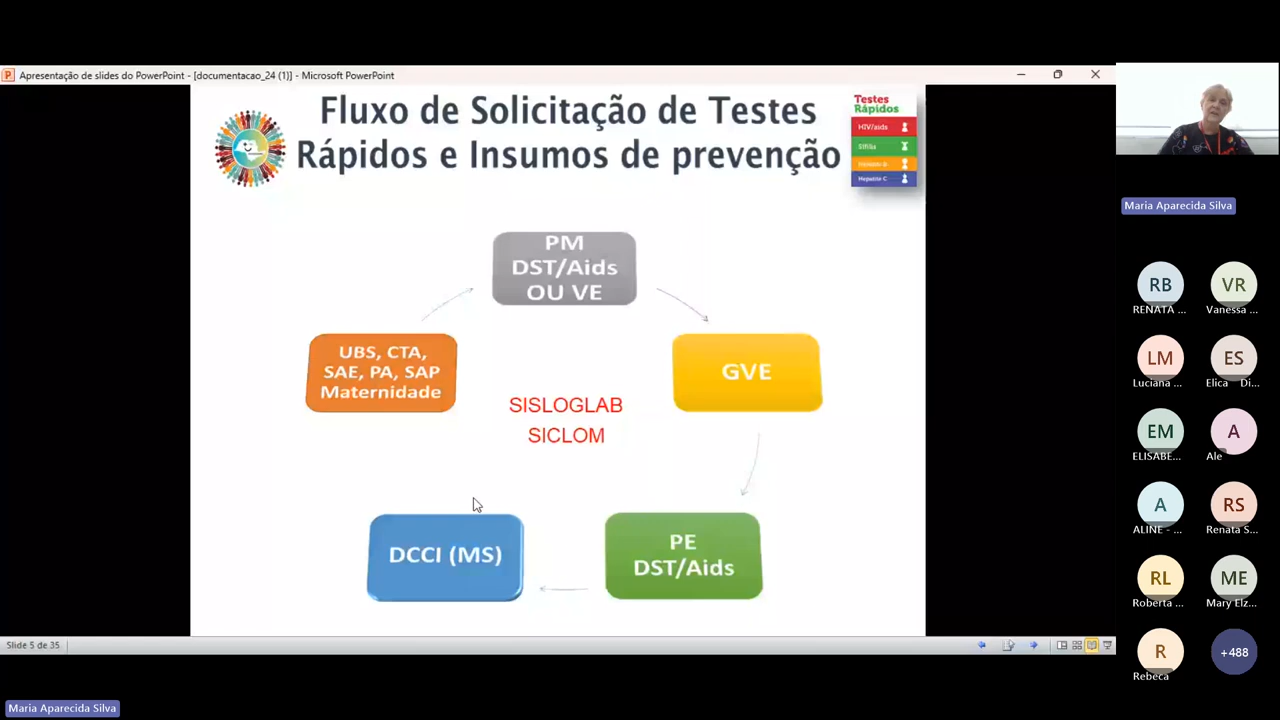 Apresentação de slides do PowerPoint - [documentacao_24 (1)] - Microsoft PowerPoint
Fluxo de Solicitação de Testes
Rápidos e Insumos de prevenção
Testes
Rápidos
HIV/aids
Sífilis
Hepatite B
Hepatite C
PM
DST/Aids
OU VE
UBS, CTA,
SAE, PA, SAP
Maternidade
GVE
SISLOGLAB
SICLOM
DCCI (MS)
PE
DST/Aids
Slide 5 de 35
Maria Aparecida Silva
Maria Aparecida Silva
RB
VR
RENATA ...
Vanessa ...
LM
ES
Luciana ...
Elica Di...
EM
A
ELISABE...
Ale
A
RS
ALINE - ...
Renata S...
RL
ME
Roberta ...
Mary Elz...
R
+488
Rebeca